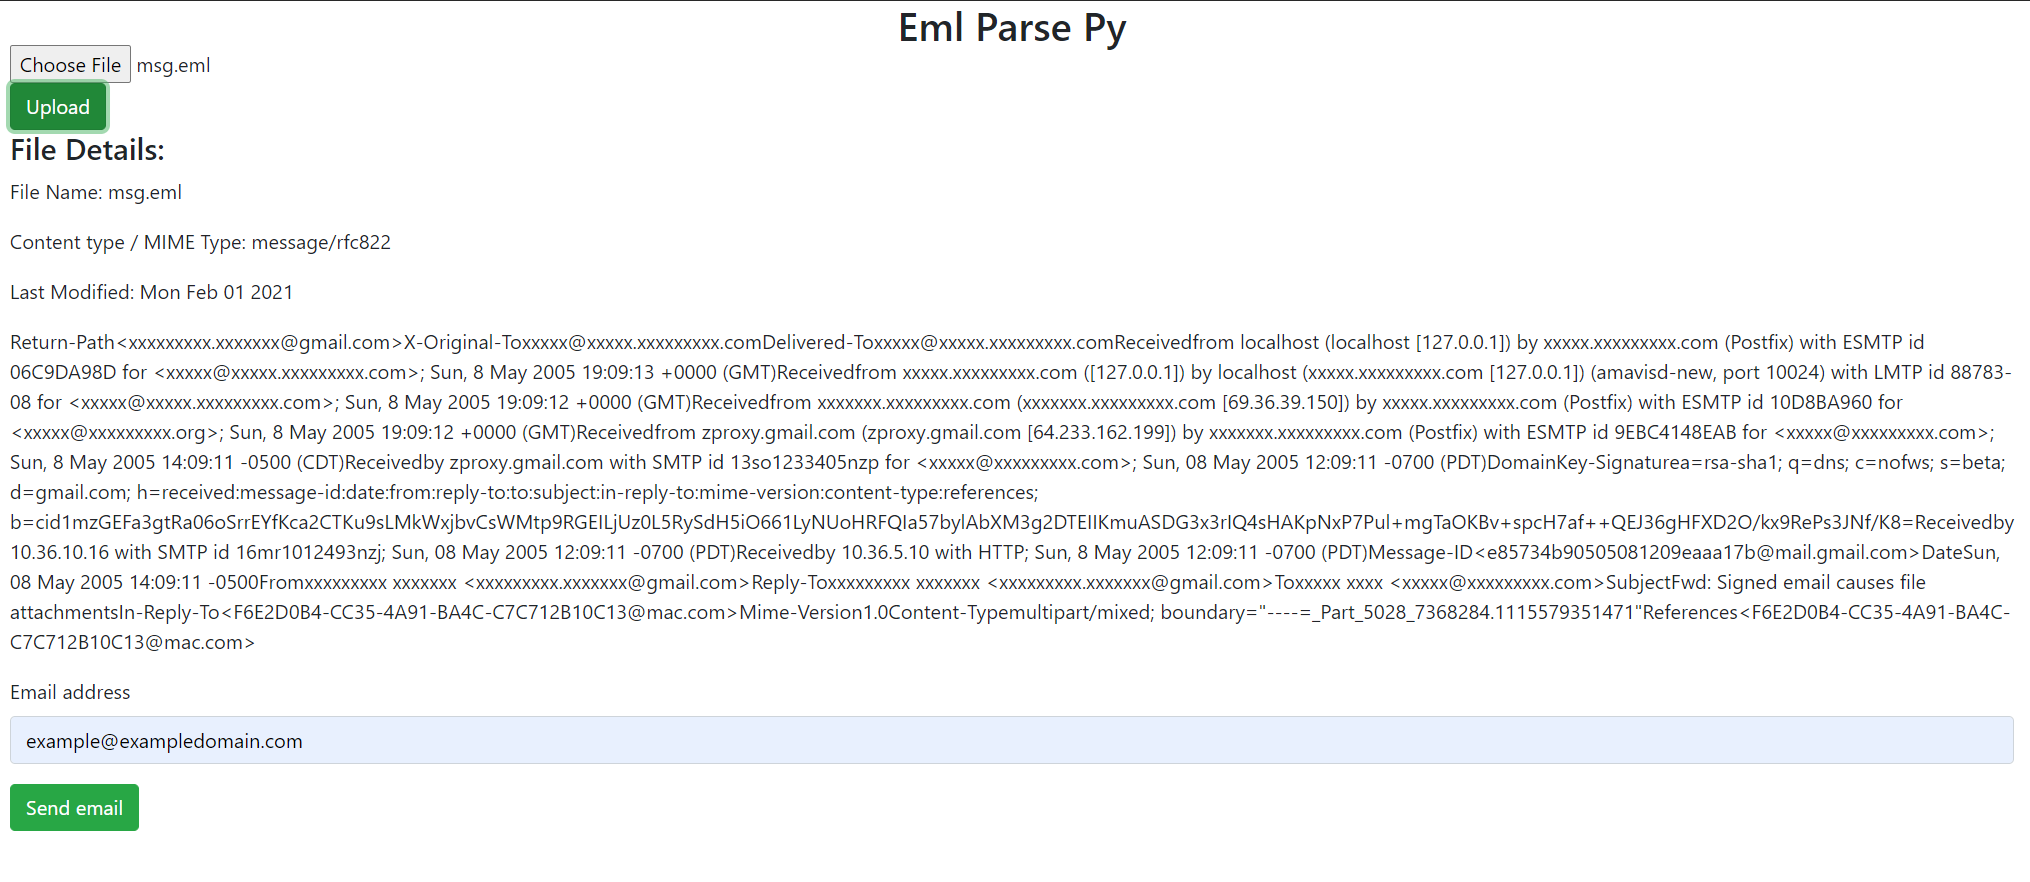 Eml Parse Py
Choose File msg.eml
Upload
File Details:
File Name: msg.eml
Content type / MIME Type: message/rfc822
Last Modified: Mon Feb 01 2021
Return-Path<xxxxxxxxx.xxxxxxx@gmail.com>X-Original-Toxxxxx@xxxxx.xxxxxxxxx.comDelivered-Toxxxxx@xxxxx.xxxxxxxxx.comReceivedfrom localhost (localhost [127.0.0.1]) by xxxxx.xxxxxxxxx.com (Postfix) with ESMTP id
06C9DA98D for <xxxxx@xxxxx.xxxxxxxxx.com>; Sun, 8 May 2005 19:09:13 +0000 (GMT)Receivedfrom xxxxx.xxxxxxxxx.com ([127.0.0.1]) by localhost (xxxxx.xxxxxxxxx.com [127.0.0.1]) (amavisd-new, port 10024) with LMTP id 88783-
08 for <xxxxx@xxxxx.xxxxxxxxx.com>; Sun, 8 May 2005 19:09:12 +0000 (GMT)Receivedfrom xxxxxxx.xxxxxxxxx.com (xxxxxxx.xxxxxxxxx.com [69.36.39.150]) by xxxxx.xxxxxxxxx.com (Postfix) with ESMTP id 10D8BA960 for
<xxxxx@xxxxxxxxx.org>; Sun, 8 May 2005 19:09:12 +0000 (GMT)Receivedfrom zproxy.gmail.com (zproxy.gmail.com [64.233.162.199]) by xxxxxxx.xxxxxxxxx.com (Postfix) with ESMTP id 9EBC4148EAB for <xxxxx@xxxxxxxxx.com>;
Sun, 8 May 2005 14:09:11 -0500 (CDT)Receivedby zproxy.gmail.com with SMTP id 13so1233405nzp for <xxxxx@xxxxxxxxx.com>; Sun, 08 May 2005 12:09:11 -0700 (PDT)DomainKey-Signaturea=rsa-sha1; q=dns; c=nofws; s=beta;
d=gmail.com; h=received:message-id:date:from:reply-to:to:subject:in-reply-to:mime-version:content-type:references;
b=cid1mzGEFa3gtRa06oSrrEYfKca2CTKu9sLMkWxjbvCsWMtp9RGEILjUz0L5RySdH5iO661LyNUoHRFQIa57bylAbXM3g2DTEIIKmuASDG3x3rIQ4sHAKpNxP7Pul+mgTaOKBv+spcH7af++QEJ36gHFXD2O/kx9RePs3JNf/K8=Receivedby
10.36.10.16 with SMTP id 16mr1012493nzj; Sun, 08 May 2005 12:09:11 -0700 (PDT)Receivedby 10.36.5.10 with HTTP; Sun, 8 May 2005 12:09:11 -0700 (PDT)Message-ID<e85734b90505081209eaaa17b@mail.gmail.com>DateSun,
08 May 2005 14:09:11 -0500Fromxxxxxxxxx xxxxxxx <xxxxxxxxx.xxxxxxx@gmail.com>Reply-Toxxxxxxxxx xxxxxxx <xxxxxxxxx.xxxxxxx@gmail.com>Toxxxxx xxxx <xxxxx@xxxxxxxxx.com>SubjectFwd: Signed email causes file
attachmentsIn-Reply-To<F6E2D0B4-CC35-4A91-BA4C-C7C712B10C13@mac.com>Mime-Version1.0Content-Typemultipart/mixed; boundary="----=_Part_5028_7368284.1115579351471"References<F6E2D0B4-CC35-4A91-BA4C-
C7C712B10C13@mac.com>
Email address
example@exampledomain.com
Send email